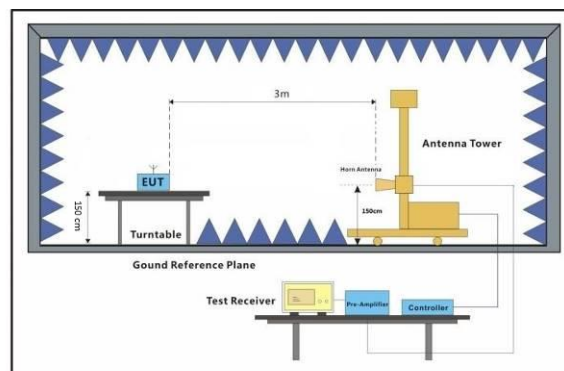 3m
Antenna Tower
Horn Antenna
EUT
150 cm
150cm
Turntable
Gound Reference Plane
Test Receiver
Pre-Amplifier
Controller